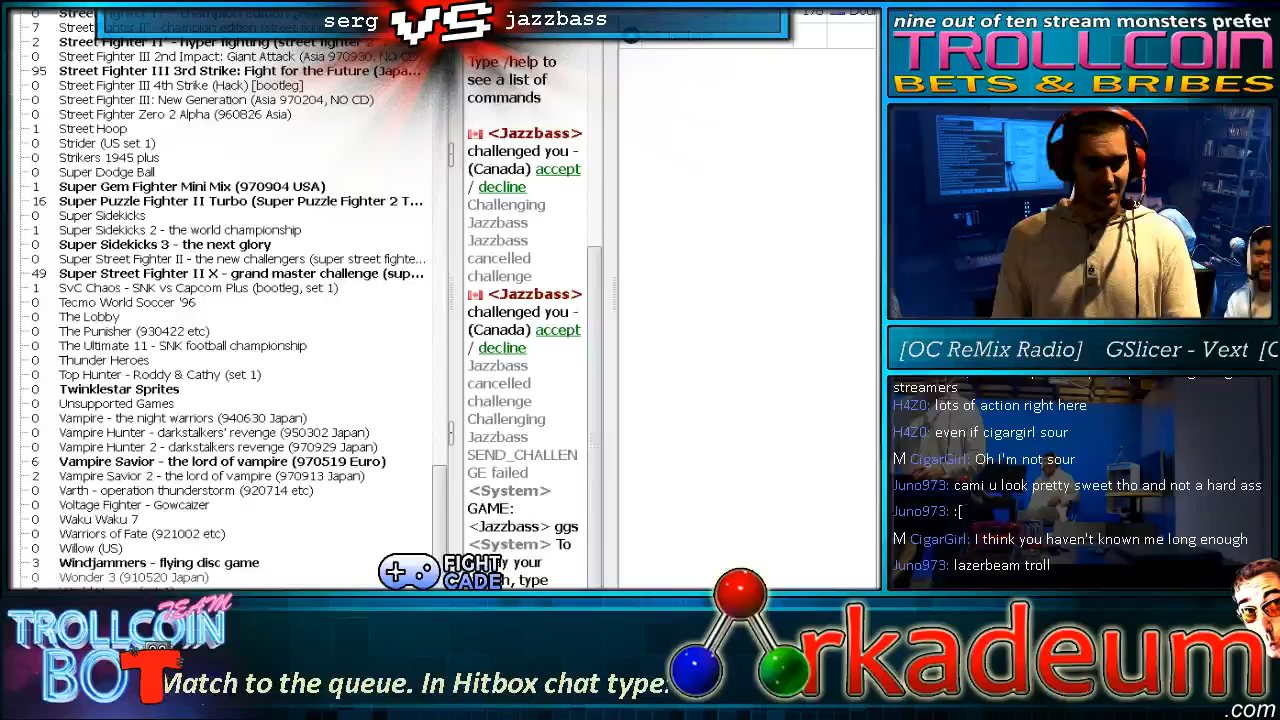 serg VS jazzbass
7 Street Fighter II' - champion edition (street fighte
2 Street Fighter II' - hyper fighting (street fighter 2
0 Street Fighter III 2nd Impact: Giant Attack (Asia 970930, NO CD)
95 Street Fighter III 3rd Strike: Fight for the Future (Japa...
0 Street Fighter III 4th Strike (Hack) [bootleg]
0 Street Fighter III: New Generation (Asia 970204, NO CD)
0 Street Fighter Zero 2 Alpha (960826 Asia)
1 Street Hoop
0 Strider (US set 1)
0 Strikers 1945 plus
0 Super Dodge Ball
1 Super Gem Fighter Mini Mix (970904 USA)
16 Super Puzzle Fighter II Turbo (Super Puzzle Fighter 2 T...
0 Super Sidekicks
1 Super Sidekicks 2 - the world championship
0 Super Sidekicks 3 - the next glory
0 Super Street Fighter II - the new challengers (super street fighte...
49 Super Street Fighter II X - grand master challenge (sup...
1 SvC Chaos - SNK vs Capcom Plus (bootleg, set 1)
0 Tecmo World Soccer '96
0 The Lobby
0 The Punisher (930422 etc)
0 The Ultimate 11 - SNK football championship
0 Thunder Heroes
0 Top Hunter - Roddy & Cathy (set 1)
0 Twinklestar Sprites
0 Unsupported Games
0 Vampire - the night warriors (940630 Japan)
0 Vampire Hunter - darkstalkers' revenge (950302 Japan)
0 Vampire Hunter 2 - darkstalkers revenge (970929 Japan)
6 Vampire Savior - the lord of vampire (970519 Euro)
2 Vampire Savior 2 - the lord of vampire (970913 Japan)
0 Varth - operation thunderstorm (920714 etc)
0 Voltage Fighter - Gowcaizer
0 Waku Waku 7
0 Warriors of Fate (921002 etc)
0 Willow (US)
3 Windjammers - flying disc game
0 Wonder 3 (910520 Japan)
Type /help to
see a list of
commands
<Jazzbass>
challenged you -
(Canada) accept
/ decline
Challenging
Jazzbass
Jazzbass
cancelled
challenge
<Jazzbass>
challenged you -
(Canada) accept
/ decline
Jazzbass
cancelled
challenge
Challenging
Jazzbass
SEND_CHALLEN
GE failed
<System>
GAME:
<Jazzbass> ggs
<System> To
your
type
FIGHT
CADE
nine out of ten stream monsters prefer
TROLLCOIN
BETS & BRIBES
[OC ReMix Radio] GSlicer - Vext [O
streamers
H4Z0: lots of action right here
H4Z0: even if cigargirl sour
M CigarGirl: Oh I'm not sour
Juno973: cami u look pretty sweet tho and not a hard ass
Juno973: :[
M CigarGirl: I think you haven't known me long enough
Juno973: lazerbeam troll
TEAM
TROLLCOIN
BOT
Match to the queue. In Hitbox chat type:
Arkadeum
.com